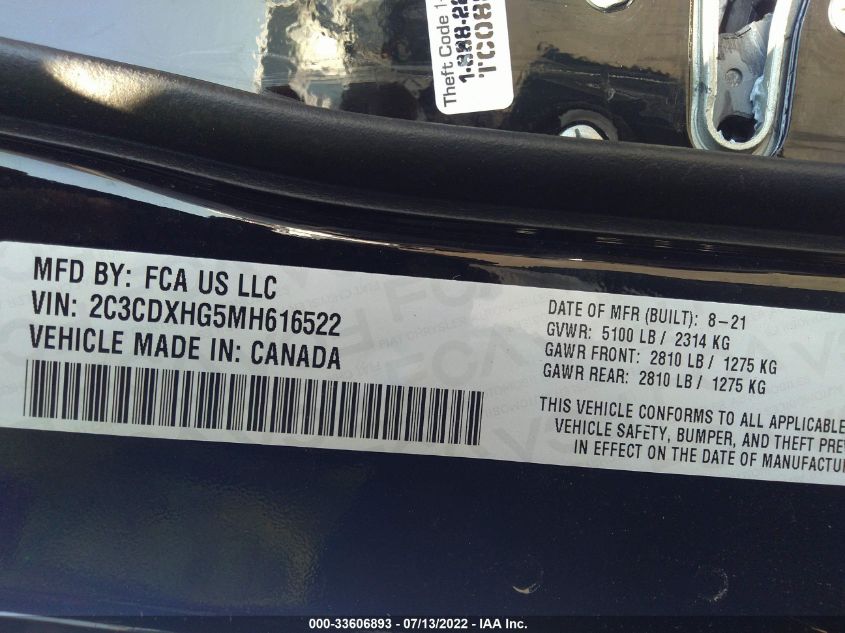 Theft Code 1-
MFD BY: FCA US LLC
VIN: 2C3CDXHG5MH616522
VEHICLE MADE IN: CANADA
DATE OF MFR (BUILT): 8-21
GVWR: 5100 LB / 2314 KG
GAWR FRONT: 2810 LB / 1275 KG
GAWR REAR: 2810 LB / 1275 KG
THIS VEHICLE CONFORMS TO ALL APPLICABLE
VEHICLE SAFETY, BUMPER, AND THEFT PREV
IN EFFECT ON THE DATE OF MANUFACTUR
000-33606893 - 07/13/2022 - IAA Inc.